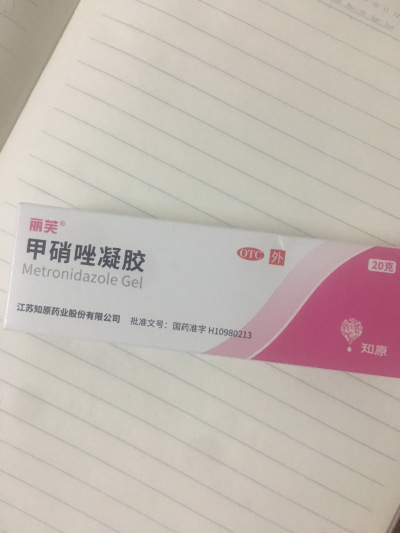 丽芙®
甲硝唑凝胶
Metronidazole Gel
OTC 外
20克
江苏知原药业股份有限公司 批准文号：国药准字 H10980213
知原